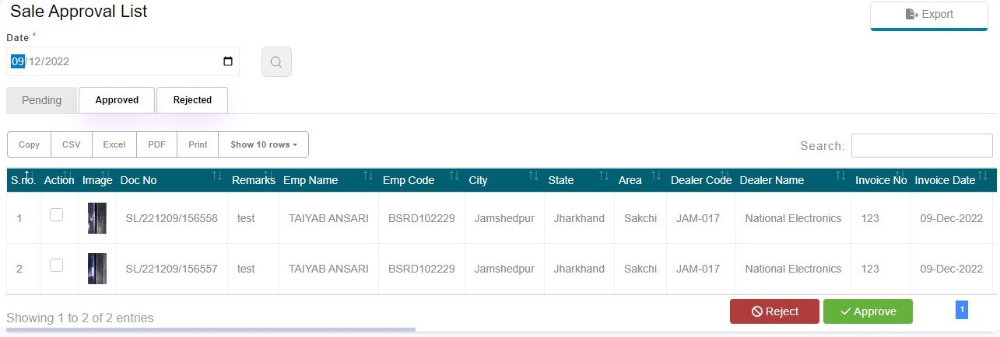 Sale Approval List
Export
Date *
09/12/2022
Pending Approved Rejected
Copy CSV Excel PDF Print Show 10 rows
Search:
S.no. Action Image Doc No Remarks Emp Name Emp Code City State Area Dealer Code Dealer Name Invoice No Invoice Date
1 SL/221209/156558 test TAIYAB ANSARI BSRD102229 Jamshedpur Jharkhand Sakchi JAM-017 National Electronics 123 09-Dec-2022
2 SL/221209/156557 test TAIYAB ANSARI BSRD102229 Jamshedpur Jharkhand Sakchi JAM-017 National Electronics 123 09-Dec-2022
Reject Approve 1
Showing 1 to 2 of 2 entries